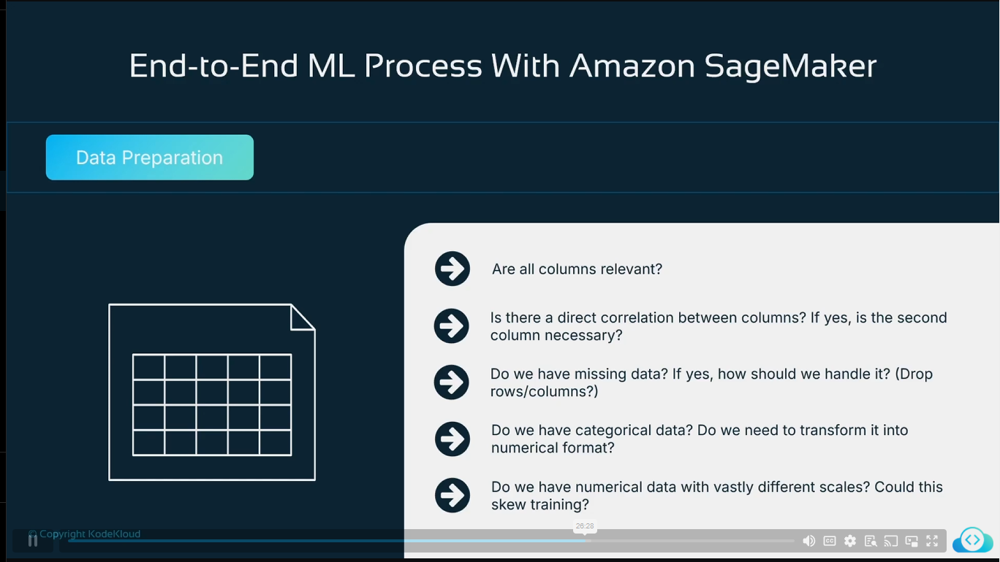 End-to-End ML Process With Amazon SageMaker
Data Preparation
Are all columns relevant?
Is there a direct correlation between columns? If yes, is the second
column necessary?
Do we have missing data? If yes, how should we handle it? (Drop
rows/columns?)
Do we have categorical data? Do we need to transform it into
numerical format?
Do we have numerical data with vastly different scales? Could this
skew training?
26:28
© Copyright KodeKloud
CC